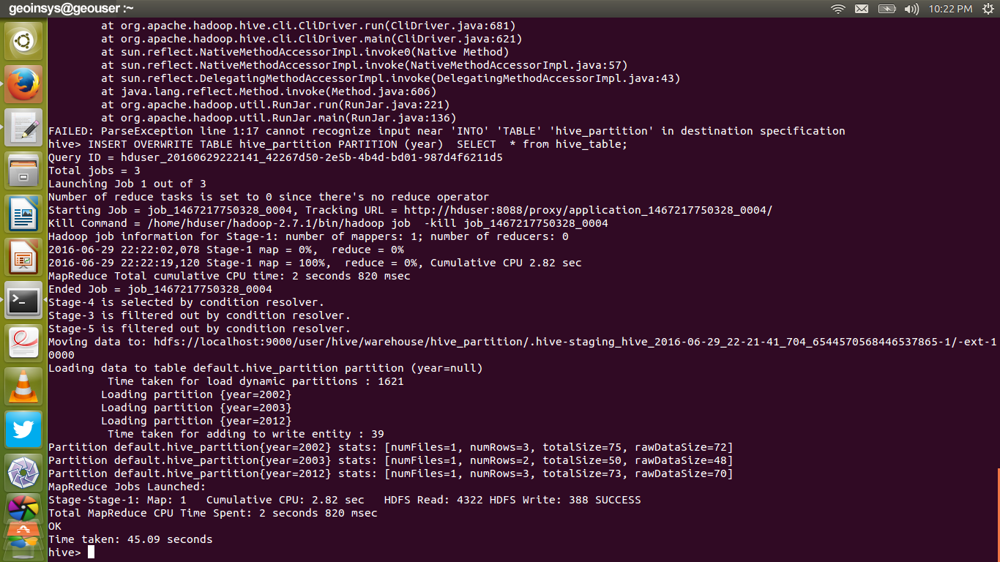 geoinsys@geouser :~
10:22 PM
at org.apache.hadoop.hive.cli.CliDriver.run(CliDriver.java:681)
at org.apache.hadoop.hive.cli.CliDriver.main(CliDriver.java:621)
at sun.reflect.NativeMethodAccessorImpl.invoke0(Native Method)
at sun.reflect.NativeMethodAccessorImpl.invoke(NativeMethodAccessorImpl.java:57)
at sun.reflect.DelegatingMethodAccessorImpl.invoke(DelegatingMethodAccessorImpl.java:43)
at java.lang.reflect.Method.invoke(Method.java:606)
at org.apache.hadoop.util.RunJar.run(RunJar.java:221)
at org.apache.hadoop.util.RunJar.main(RunJar.java:136)
FAILED: ParseException line 1:17 cannot recognize input near 'INTO' 'TABLE' 'hive_partition' in destination specification
hive> INSERT OVERWRITE TABLE hive_partition PARTITION (year)  SELECT  * from hive_table;
Query ID = hduser_20160629222141_42267d50-2e5b-4b4d-bd01-987d4f6211d5
Total jobs = 3
Launching Job 1 out of 3
Number of reduce tasks is set to 0 since there's no reduce operator
Starting Job = job_1467217750328_0004, Tracking URL = http://hduser:8088/proxy/application_1467217750328_0004/
Kill Command = /home/hduser/hadoop-2.7.1/bin/hadoop job  -kill job_1467217750328_0004
Hadoop job information for Stage-1: number of mappers: 1; number of reducers: 0
2016-06-29 22:22:02,078 Stage-1 map = 0%,  reduce = 0%
2016-06-29 22:22:19,120 Stage-1 map = 100%,  reduce = 0%, Cumulative CPU 2.82 sec
MapReduce Total cumulative CPU time: 2 seconds 820 msec
Ended Job = job_1467217750328_0004
Stage-4 is selected by condition resolver.
Stage-3 is filtered out by condition resolver.
Stage-5 is filtered out by condition resolver.
Moving data to: hdfs://localhost:9000/user/hive/warehouse/hive_partition/.hive-staging_hive_2016-06-29_22-21-41_704_6544570568446537865-1/-ext-1
0000
Loading data to table default.hive_partition partition (year=null)
Time taken for load dynamic partitions : 1621
Loading partition {year=2002}
Loading partition {year=2003}
Loading partition {year=2012}
Time taken for adding to write entity : 39
Partition default.hive_partition{year=2002} stats: [numFiles=1, numRows=3, totalSize=75, rawDataSize=72]
Partition default.hive_partition{year=2003} stats: [numFiles=1, numRows=2, totalSize=50, rawDataSize=48]
Partition default.hive_partition{year=2012} stats: [numFiles=1, numRows=3, totalSize=73, rawDataSize=70]
MapReduce Jobs Launched:
Stage-Stage-1: Map: 1   Cumulative CPU: 2.82 sec   HDFS Read: 4322 HDFS Write: 388 SUCCESS
Total MapReduce CPU Time Spent: 2 seconds 820 msec
OK
Time taken: 45.09 seconds
hive>